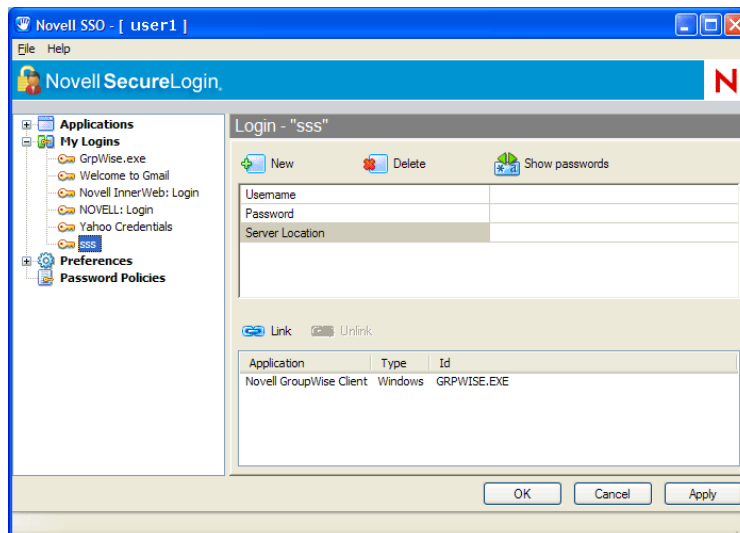 Novell SSO - [ user1 ]
File Help
Novell SecureLogin
N
Applications
My Logins
GrpWise.exe
Welcome to Gmail
Novell InnerWeb: Login
NOVELL: Login
Yahoo Credentials
sss
Preferences
Password Policies
Login - "sss"
New Delete Show passwords
Username
Password
Server Location
Link Unlink
Application Type Id
Novell GroupWise Client Windows GRPWISE.EXE
OK Cancel Apply